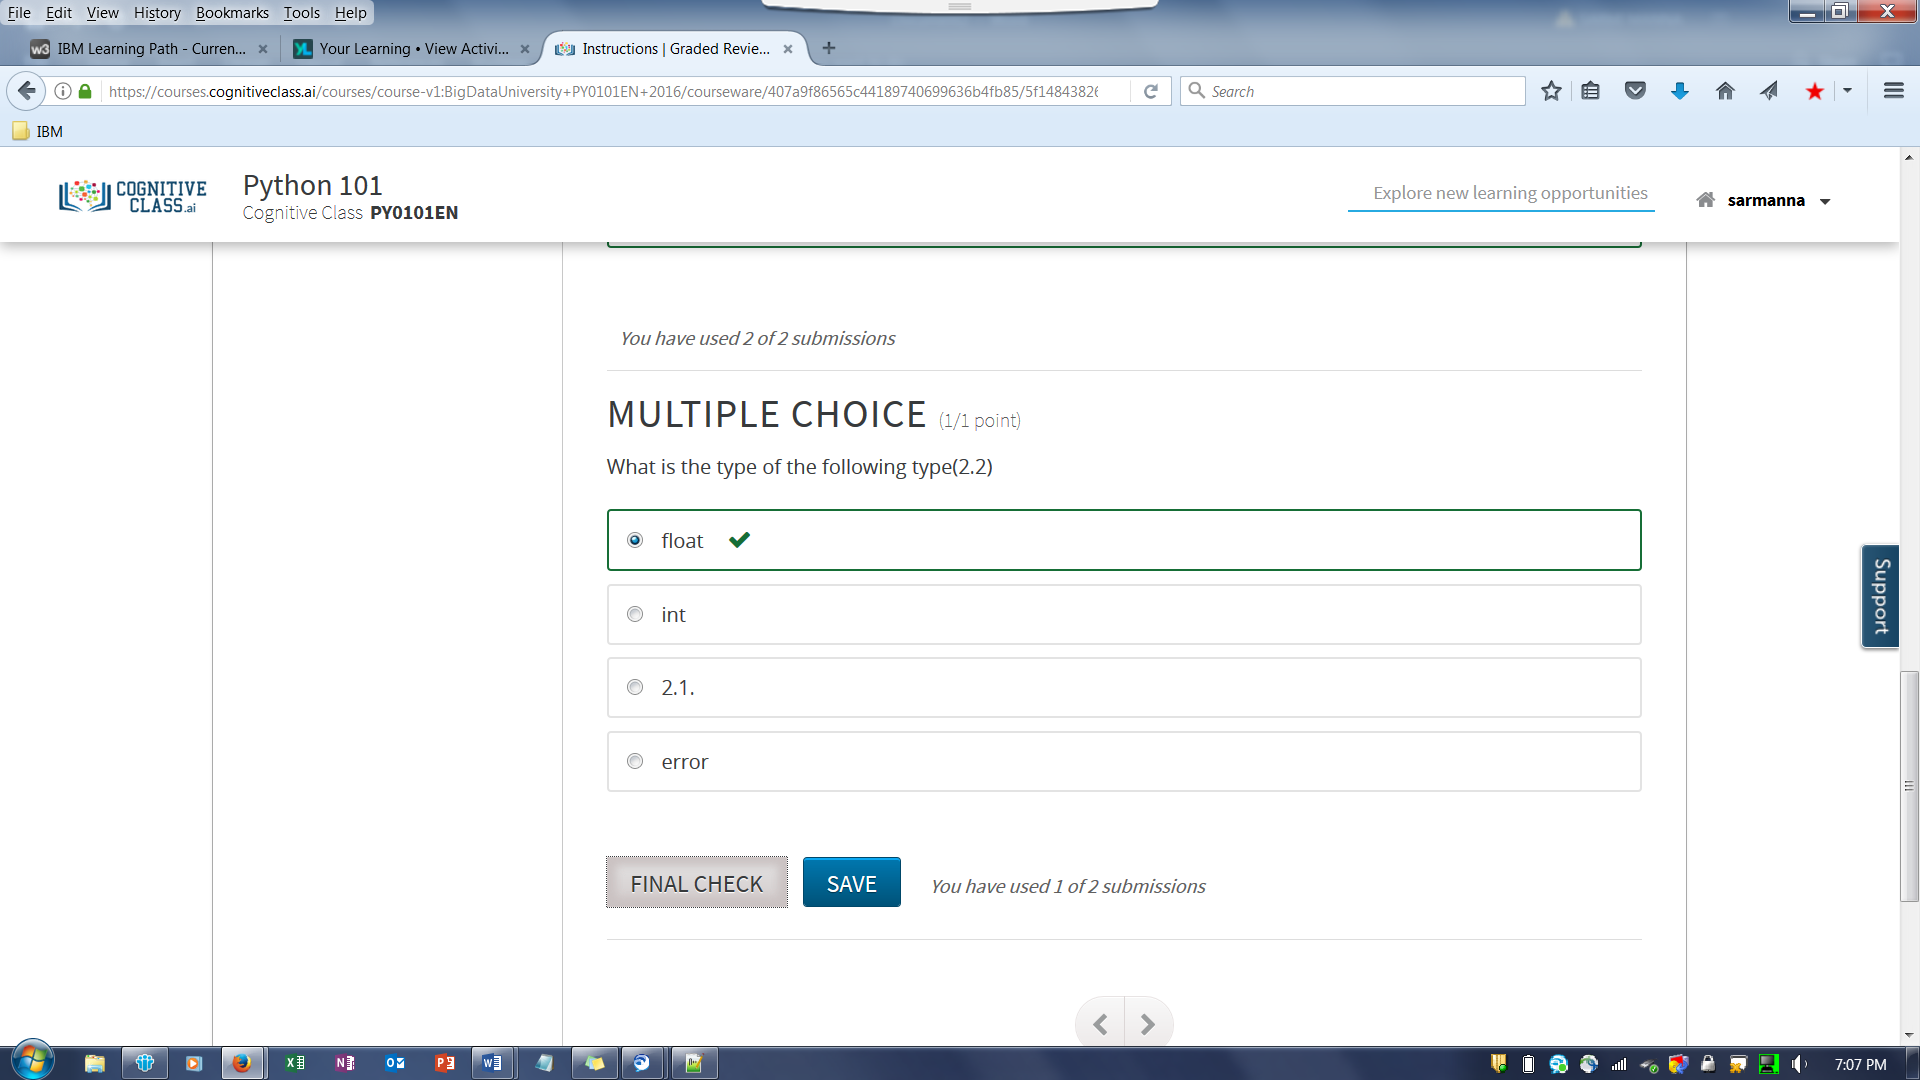 File Edit View History Bookmarks Tools Help
w3 IBM Learning Path - Curren...
YL Your Learning • View Activi...
Instructions | Graded Revie...
https://courses.cognitiveclass.ai/courses/course-v1:BigDataUniversity+PY0101EN+2016/courseware/407a9f86565c44189740699636b4fb85/5f1484382
Search
IBM
COGNITIVE
CLASS.ai
Python 101
Cognitive Class PY0101EN
Explore new learning opportunities
sarmanna
You have used 2 of 2 submissions
MULTIPLE CHOICE (1/1 point)
What is the type of the following type(2.2)
float
int
2.1.
error
FINAL CHECK
SAVE
You have used 1 of 2 submissions
Support
7:07 PM